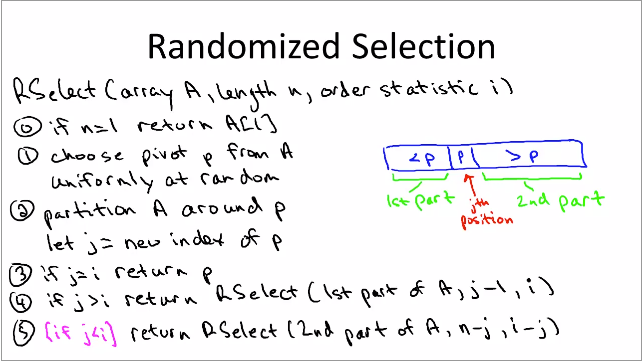 Randomized Selection
RSelect (array A, length n, order statistic i)
⓪ if n=1 return A[1]
① choose pivot p from A
uniformly at random
② partition A around p
let j = new index of p
③ if j=i return p
④ if j>i return RSelect (1st part of A, j-1, i)
⑤ [if j<i] return RSelect (2nd part of A, n-j, i-j)
<p p >p
1st part 2nd part
jth
position